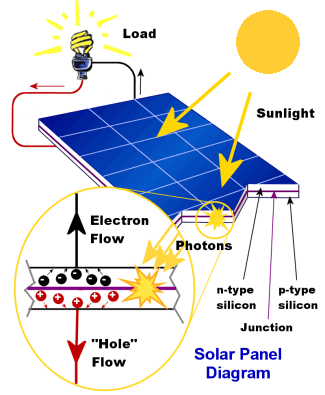 Load
Sunlight
Electron
Flow
Photons
n-type
silicon
p-type
silicon
Junction
"Hole"
Flow
Solar Panel
Diagram